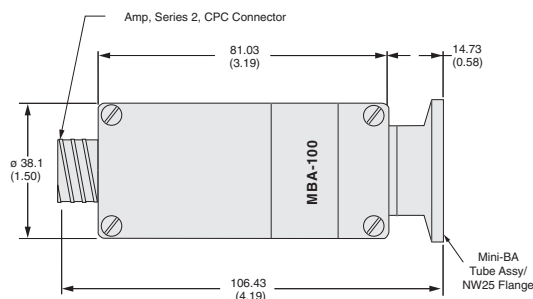 Amp, Series 2, CPC Connector
81.03
(3.19)
14.73
(0.58)
ø 38.1
(1.50)
MBA-100
Mini-BA
Tube Assy/
NW25 Flange
106.43
(4.19)